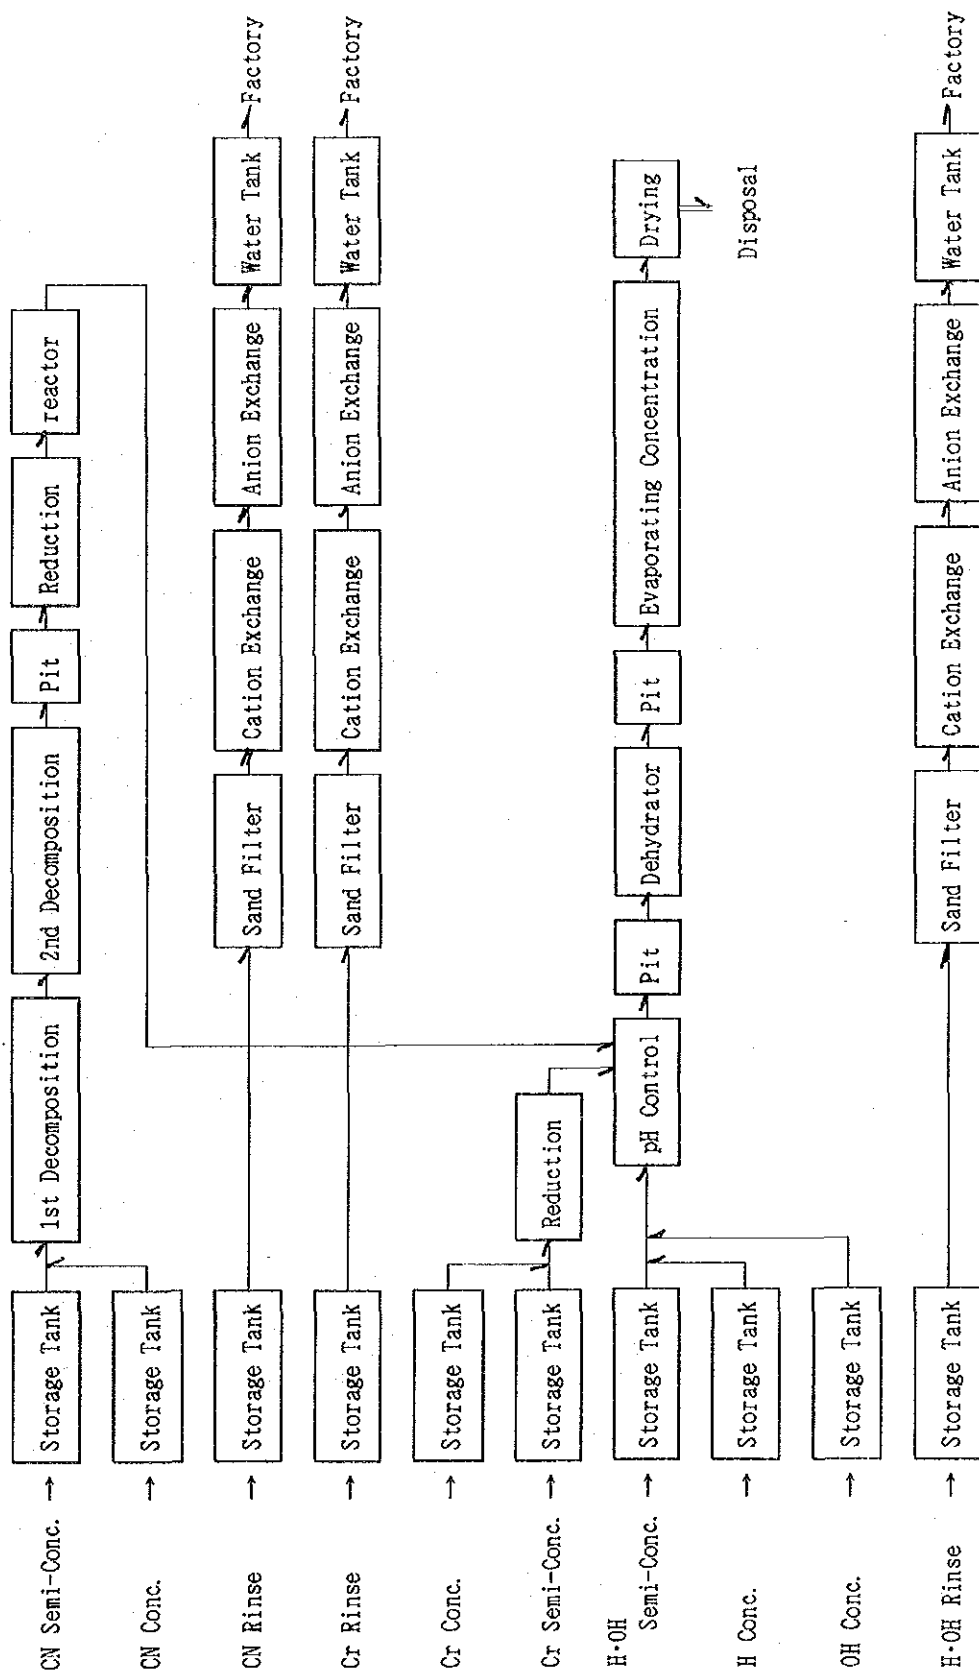 CN Semi-Conc. → Storage Tank 1st Decomposition 2nd Decomposition Pit Reduction reactor
CN Conc. → Storage Tank
CN Rinse → Storage Tank Sand Filter Cation Exchange Anion Exchange Water Tank Factory
Cr Rinse → Storage Tank Sand Filter Cation Exchange Anion Exchange Water Tank Factory
Cr Conc. → Storage Tank
Cr Semi-Conc. → Storage Tank Reduction
H·OH
Semi-Conc. → Storage Tank pH Control Pit Dehydrator Pit Evaporating Concentration Drying
H Conc. → Storage Tank
Disposal
OH Conc. → Storage Tank
H·OH Rinse → Storage Tank Sand Filter Cation Exchange Anion Exchange Water Tank Factory